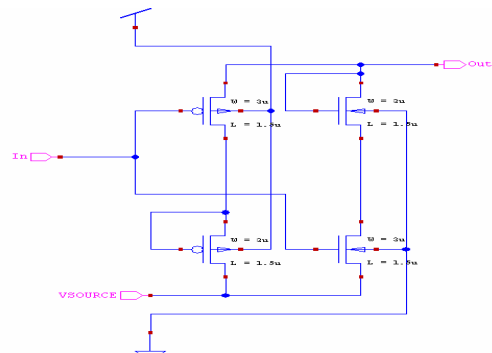 Out
W = 3u
L = 1.5u
W = 3u
L = 1.5u
In
W = 3u
L = 1.5u
W = 3u
L = 1.5u
VSOURCE